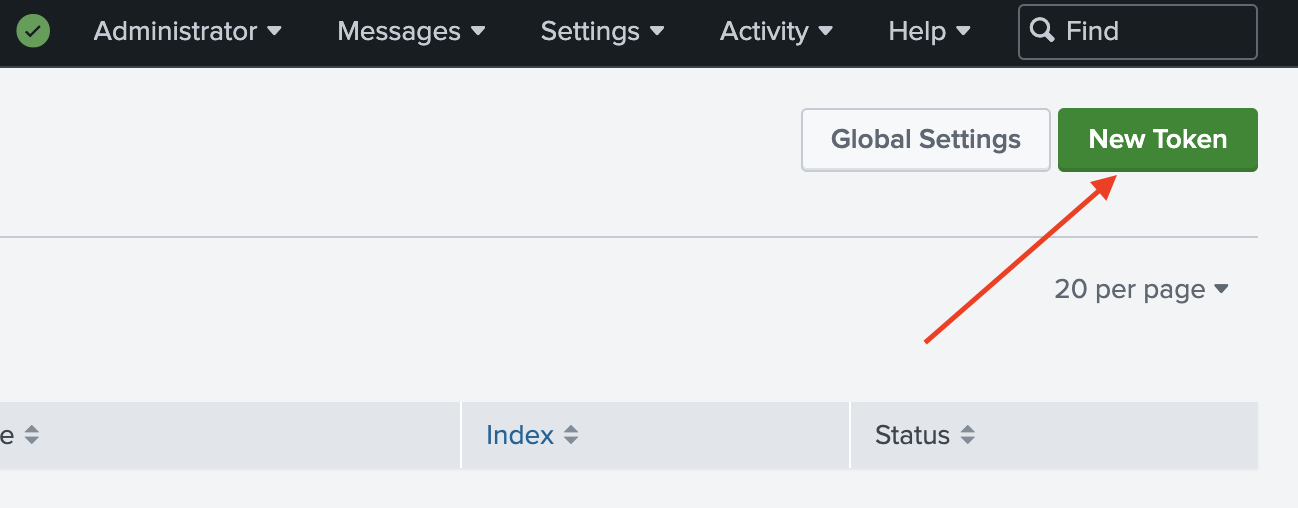 Administrator Messages Settings Activity Help Find
Global Settings New Token
20 per page
e Index Status